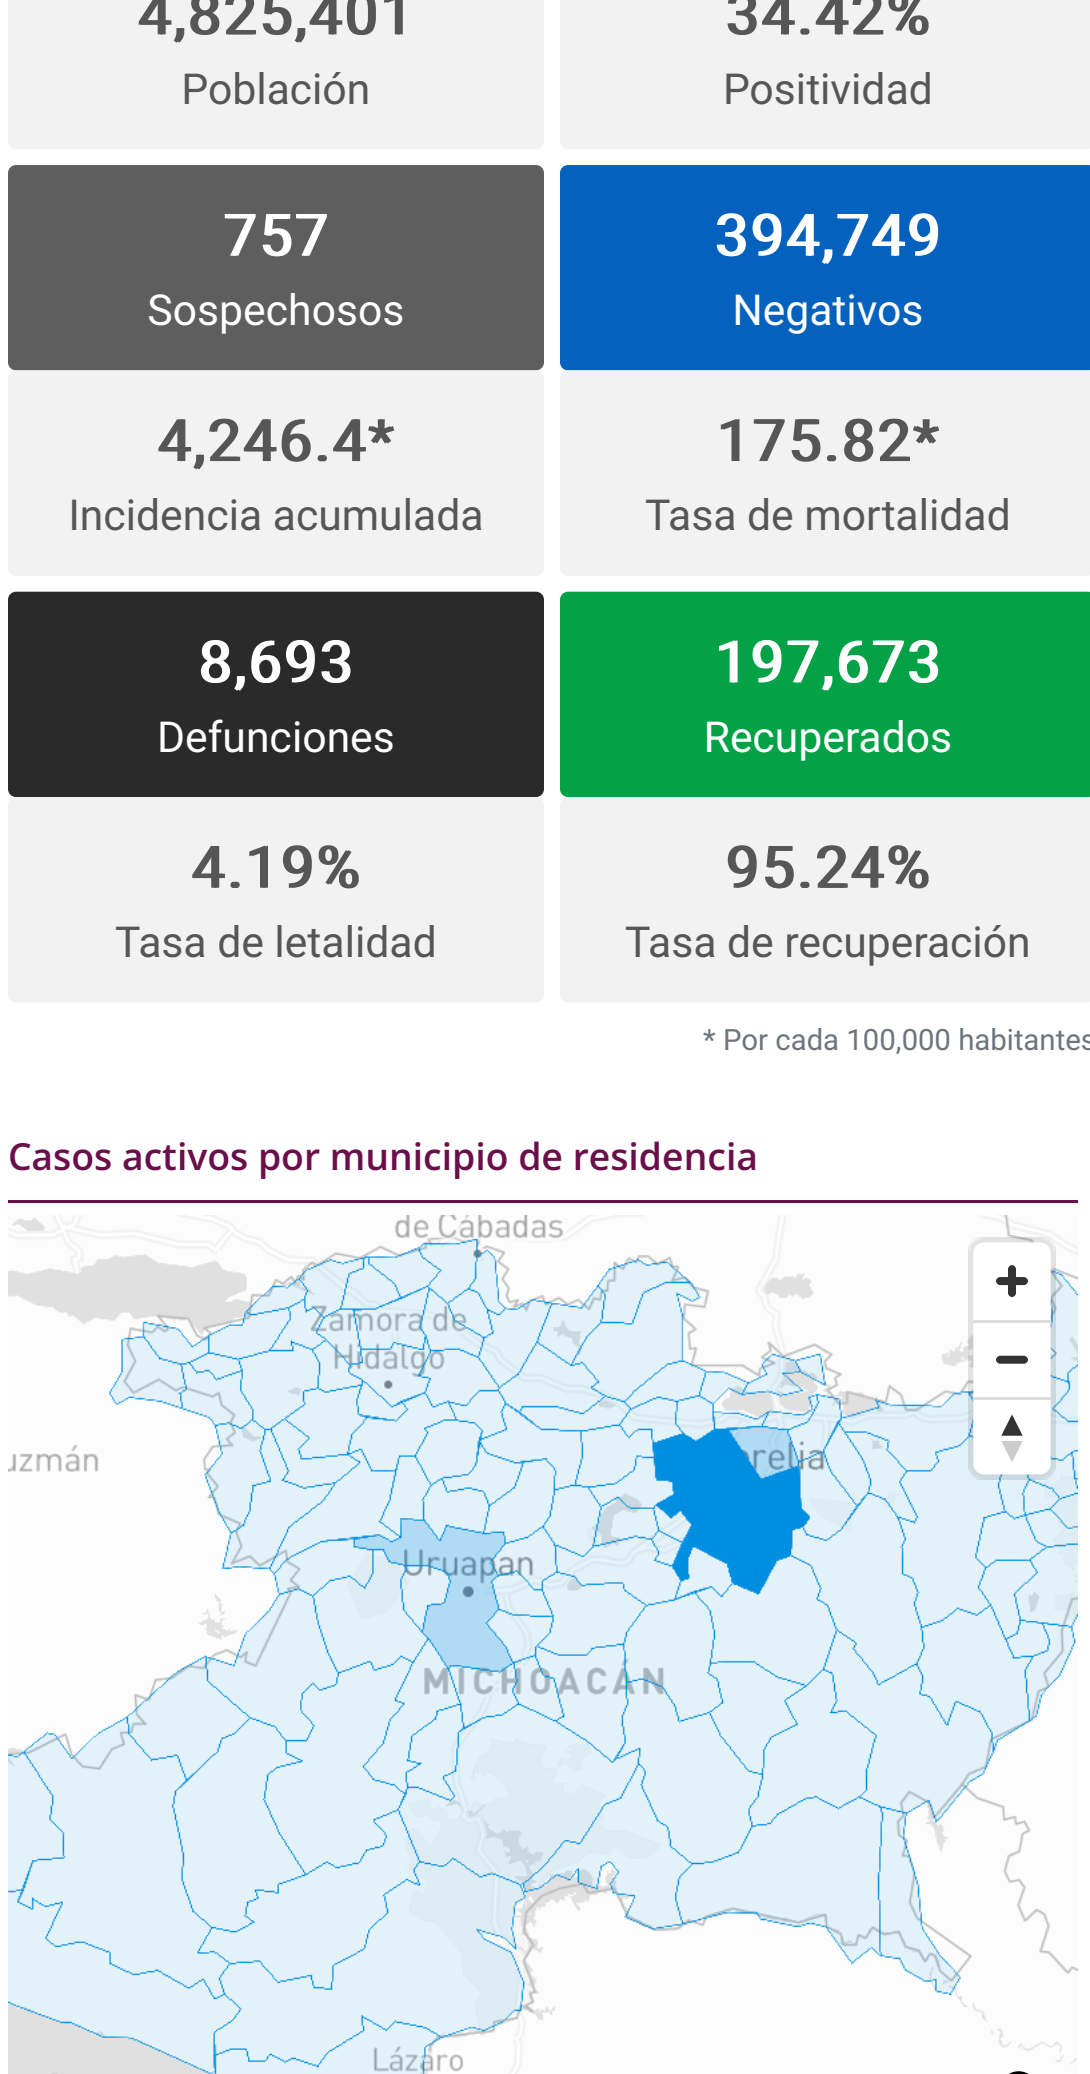 4,825,401
Población
34.42%
Positividad
757
Sospechosos
394,749
Negativos
4,246.4*
Incidencia acumulada
175.82*
Tasa de mortalidad
8,693
Defunciones
197,673
Recuperados
4.19%
Tasa de letalidad
95.24%
Tasa de recuperación
* Por cada 100,000 habitantes
Casos activos por municipio de residencia
de Cabadas
Zamora de
Hidalgo
uzmán
relia
Uruapan
MICHOACÁN
Lázaro